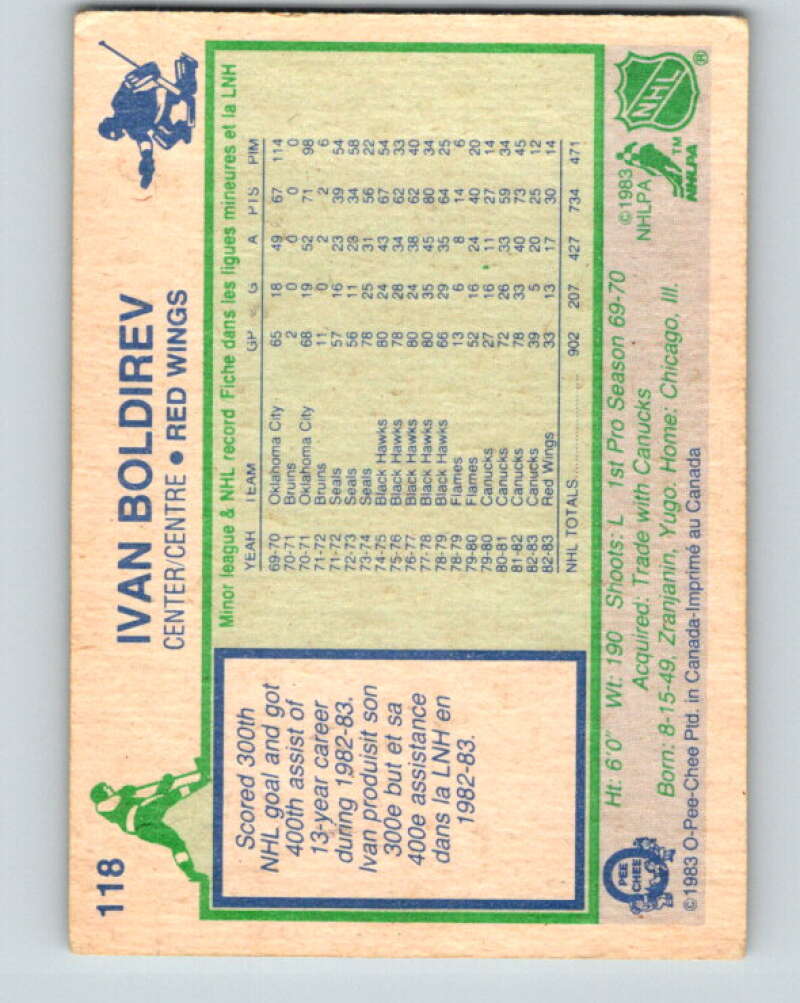 118
IVAN BOLDIREV
CENTER/CENTRE • RED WINGS
Scored 300th
NHL goal and got
400th assist of
13-year career
during 1982-83.
Ivan produisit son
300e but et sa
400e assistance
dans la LNH en
1982-83.
Minor league & NHL record Fiche dans les ligues mineures et la LNH
YEAH TEAM GP G A PTS PIM
69-70 Oklahoma City 65 18 49 67 114
70-71 Bruins 2 0 0 0 0
70-71 Oklahoma City 68 19 52 71 98
71-72 Bruins 11 0 2 2 6
71-72 Seals 57 16 23 39 54
72-73 Seals 56 11 23 34 58
73-74 Seals 78 25 31 56 22
74-75 Black Hawks 80 24 43 67 54
75-76 Black Hawks 78 28 34 62 33
76-77 Black Hawks 80 24 38 62 40
77-78 Black Hawks 80 35 45 80 34
78-79 Black Hawks 66 29 35 64 25
78-79 Flames 13 6 8 14 6
79-80 Flames 52 16 24 40 20
79-80 Canucks 27 16 11 27 14
80-81 Canucks 72 26 33 59 34
81-82 Canucks 78 33 40 73 45
82-83 Canucks 39 5 20 25 12
82-83 Red Wings 33 13 17 30 14
NHL TOTALS 902 207 427 734 471
Ht: 6'0" Wt: 190 Shoots: L 1st Pro Season 69-70
Acquired: Trade with Canucks
Born: 8-15-49, Zranjanin, Yugo. Home: Chicago, Ill.
© 1983 O-Pee-Chee Ptd. in Canada-Imprimé au Canada
O
PEE
CHEE
©1983
NHLPA
NHL
®
NHLPA
TM